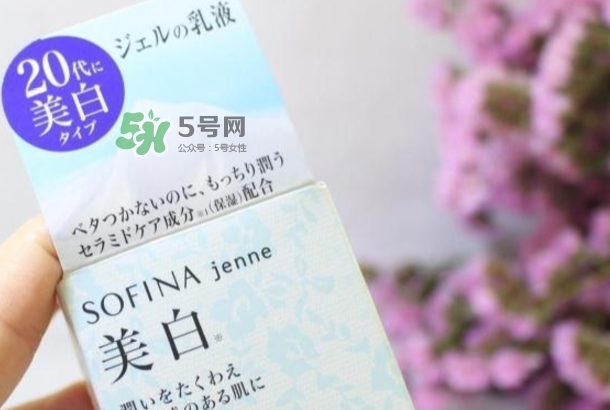 ジェルの乳液
20代に
美白
タイプ
5号网
公众号：5号女性
ベタつかないのに、もっちり潤う
セラミドケア成分※1(保湿)配合
SOFINA jenne
美白※
潤いをたくわえ
感のある肌に